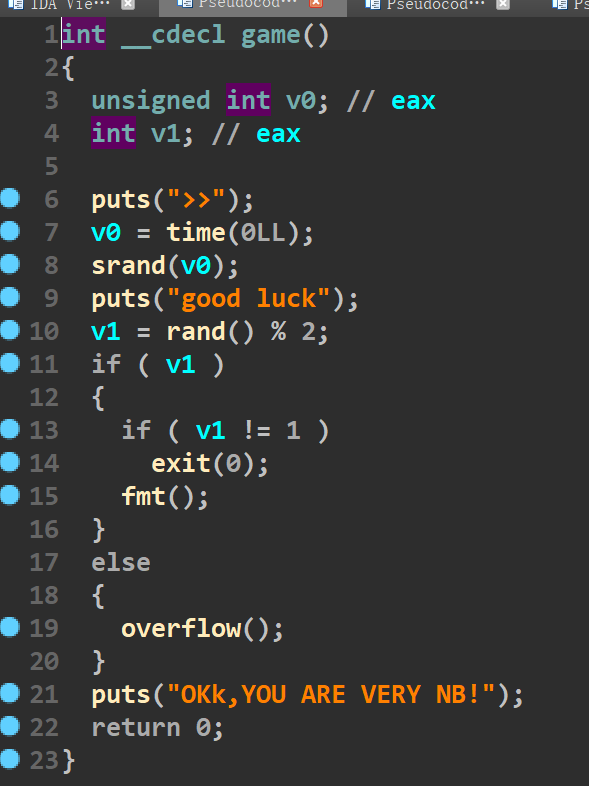 IDA Vie⋯ Pseudocod⋯ Pseudocod⋯ Ps
1 int __cdecl game()
2 {
3 unsigned int v0; // eax
4 int v1; // eax
5
6 puts(">>");
7 v0 = time(0LL);
8 srand(v0);
9 puts("good luck");
10 v1 = rand() % 2;
11 if ( v1 )
12 {
13 if ( v1 != 1 )
14 exit(0);
15 fmt();
16 }
17 else
18 {
19 overflow();
20 }
21 puts("OKk,YOU ARE VERY NB!");
22 return 0;
23 }